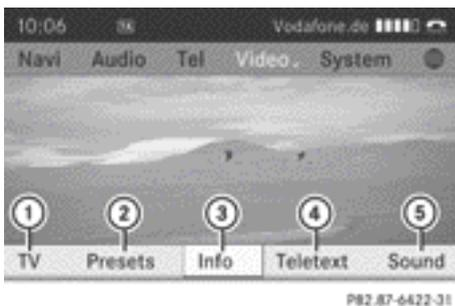 10:06 Vodafone.de
Navi Audio Tel Video System
1 2 3 4 5
TV Presets Info Teletext Sound
P82.87-6422-31